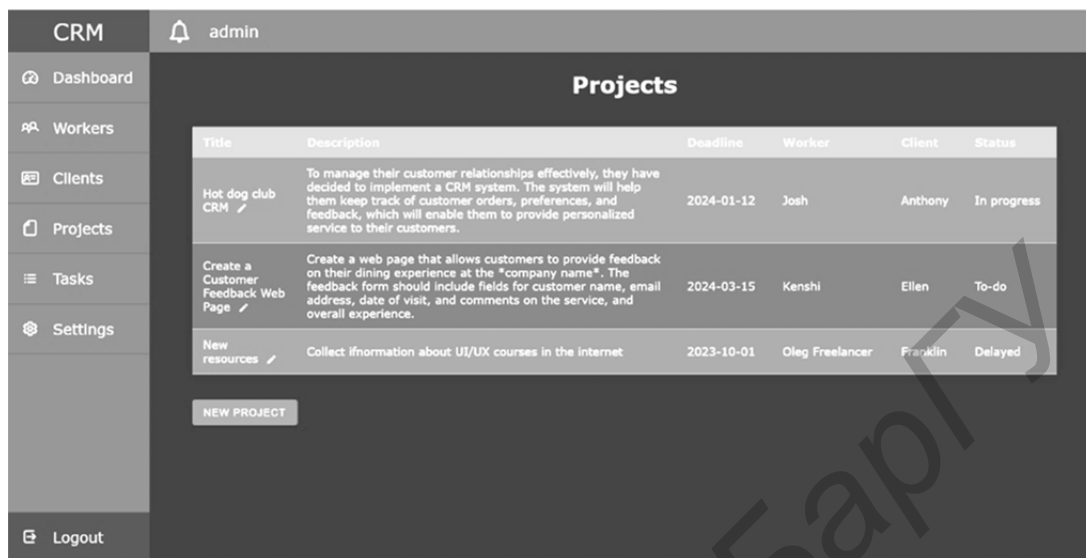 CRM
admin
Dashboard
Workers
Clients
Projects
Tasks
Settings
Logout
Projects
Title Description Deadline Worker Client Status
Hot dog club
CRM
To manage their customer relationships effectively, they have
decided to implement a CRM system. The system will help
them keep track of customer orders, preferences, and
feedback, which will enable them to provide personalized
service to their customers.
2024-01-12 Josh Anthony In progress
Create a
Customer
Feedback Web
Page
Create a web page that allows customers to provide feedback
on their dining experience at the *company name*. The
feedback form should include fields for customer name, email
address, date of visit, and comments on the service, and
overall experience.
2024-03-15 Kenshi Ellen To-do
New
resources
Collect ifnormation about UI/UX courses in the internet
2023-10-01 Oleg Freelancer Franklin Delayed
NEW PROJECT
БарГУ